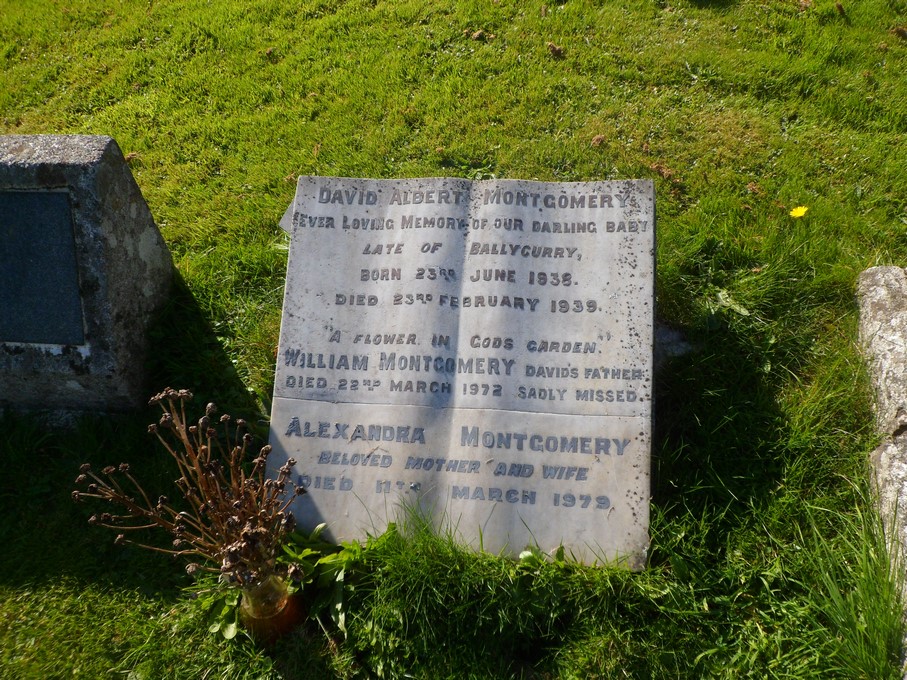 DAVID ALBERT MONTGOMERY
EVER LOVING MEMORY OF OUR DARLING BABY
LATE OF BALLYCURRY,
BORN 23RD JUNE 1938.
DIED 23RD FEBRUARY 1939.
A FLOWER IN GODS GARDEN."
WILLIAM MONTGOMERY DAVIDS FATHER
DIED 22ND MARCH 1972 SADLY MISSED.
ALEXANDRA MONTGOMERY
BELOVED MOTHER AND WIFE
DIED 11TH MARCH 1979